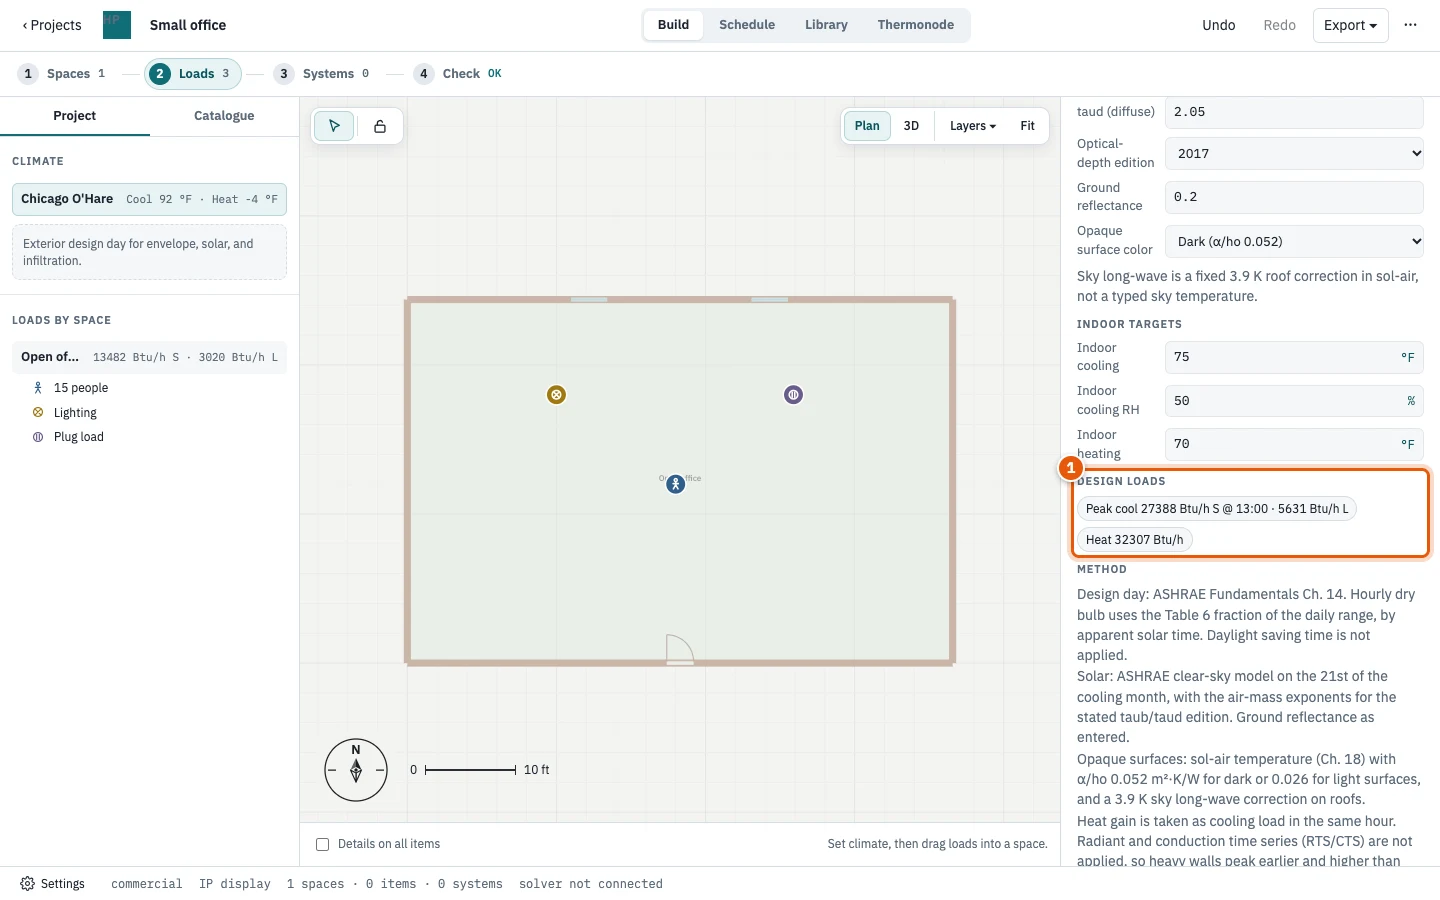 ‹ Projects
HP
Small office
Build
Schedule
Library
Thermonode
Undo
Redo
Export
1 Spaces 1
2 Loads 3
3 Systems 0
4 Check OK
Project
Catalogue
CLIMATE
Chicago O'Hare Cool 92 °F · Heat -4 °F
Exterior design day for envelope, solar, and
infiltration.
LOADS BY SPACE
Open of... 13482 Btu/h S · 3020 Btu/h L
15 people
Lighting
Plug load
Plan
3D
Layers
Fit
N
0
10 ft
Details on all items
Set climate, then drag loads into a space.
taud (diffuse) 2.05
Optical-
depth edition
2017
Ground
reflectance
0.2
Opaque
surface color
Dark (α/ho 0.052)
Sky long-wave is a fixed 3.9 K roof correction in sol-air,
not a typed sky temperature.
INDOOR TARGETS
Indoor
cooling
75 °F
Indoor
cooling RH
50 %
Indoor
heating
70 °F
1
DESIGN LOADS
Peak cool 27388 Btu/h S @ 13:00 · 5631 Btu/h L
Heat 32307 Btu/h
METHOD
Design day: ASHRAE Fundamentals Ch. 14. Hourly dry
bulb uses the Table 6 fraction of the daily range, by
apparent solar time. Daylight saving time is not
applied.
Solar: ASHRAE clear-sky model on the 21st of the
cooling month, with the air-mass exponents for the
stated taub/taud edition. Ground reflectance as
entered.
Opaque surfaces: sol-air temperature (Ch. 18) with
α/ho 0.052 m²·K/W for dark or 0.026 for light surfaces,
and a 3.9 K sky long-wave correction on roofs.
Heat gain is taken as cooling load in the same hour.
Radiant and conduction time series (RTS/CTS) are not
applied, so heavy walls peak earlier and higher than
Settings
commercial
IP display
1 spaces · 0 items · 0 systems
solver not connected